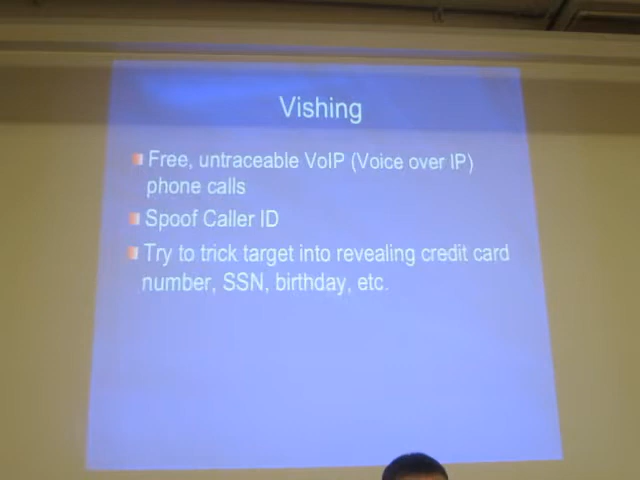 Vishing
Free, untraceable VoIP (Voice over IP)
phone calls
Spoof Caller ID
Try to trick target into revealing credit card
number, SSN, birthday, etc.